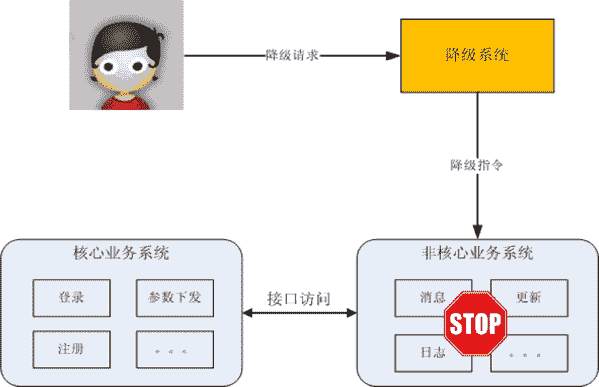 降级请求
降级系统
降级指令
核心业务系统
登录
参数下发
注册
。。。
接口访问
非核心业务系统
消息
更新
STOP
日志
。。。